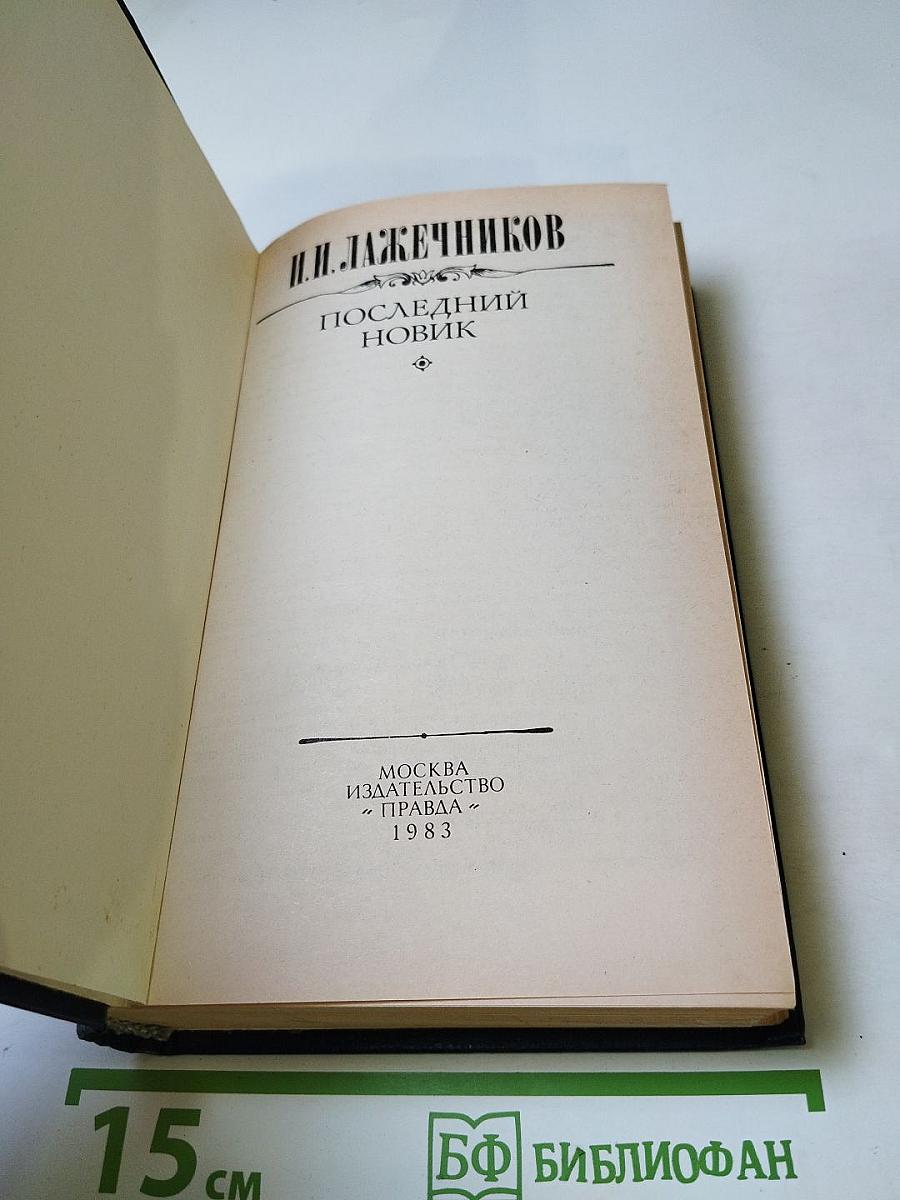 И.И. ЛАЖЕЧНИКОВ
ПОСЛЕДНИЙ
НОВИК
МОСКВА
ИЗДАТЕЛЬСТВО
„ ПРАВДА "
1983
15 см
БФ БИБЛИОФАН